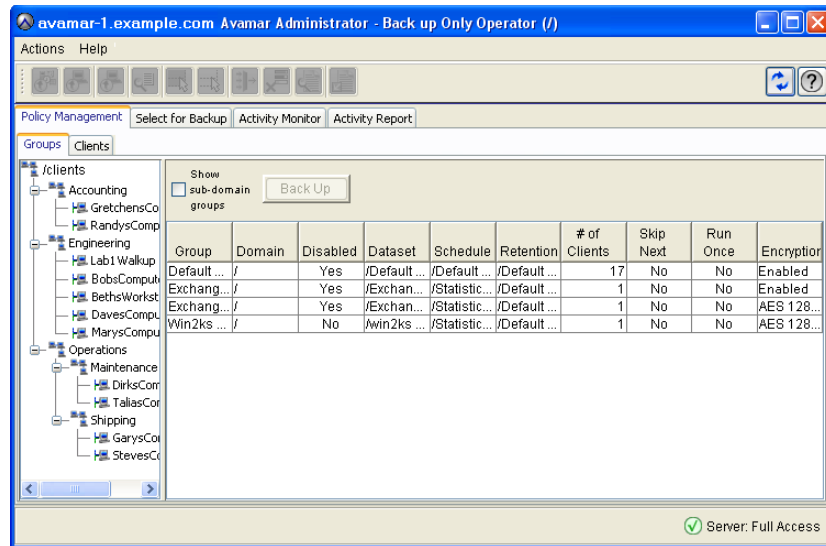 avamar-1.example.com Avamar Administrator - Back up Only Operator (/)
Actions Help
Policy Management Select for Backup Activity Monitor Activity Report
Groups Clients
/clients
Accounting
GretchensCo
RandysComp
Engineering
Lab1 Walkup
BobsComput
BethsWorkst
DavesCompu
MarysCompu
Operations
Maintenance
DirksCom
TaliasCor
Shipping
GarysCo
StevesCo
Show
sub-domain
groups
Back Up
Group Domain Disabled Dataset Schedule Retention # of Clients Skip Next Run Once Encryption
Default ... / Yes /Default ... /Default ... /Default ... 17 No No Enabled
Exchang... / Yes /Exchan... /Statistic... /Default ... 1 No No Enabled
Exchang... / Yes /Exchan... /Statistic... /Default ... 1 No No AES 128...
Win2ks ... / No /win2ks ... /Statistic... /Default ... 1 No No AES 128...
Server: Full Access